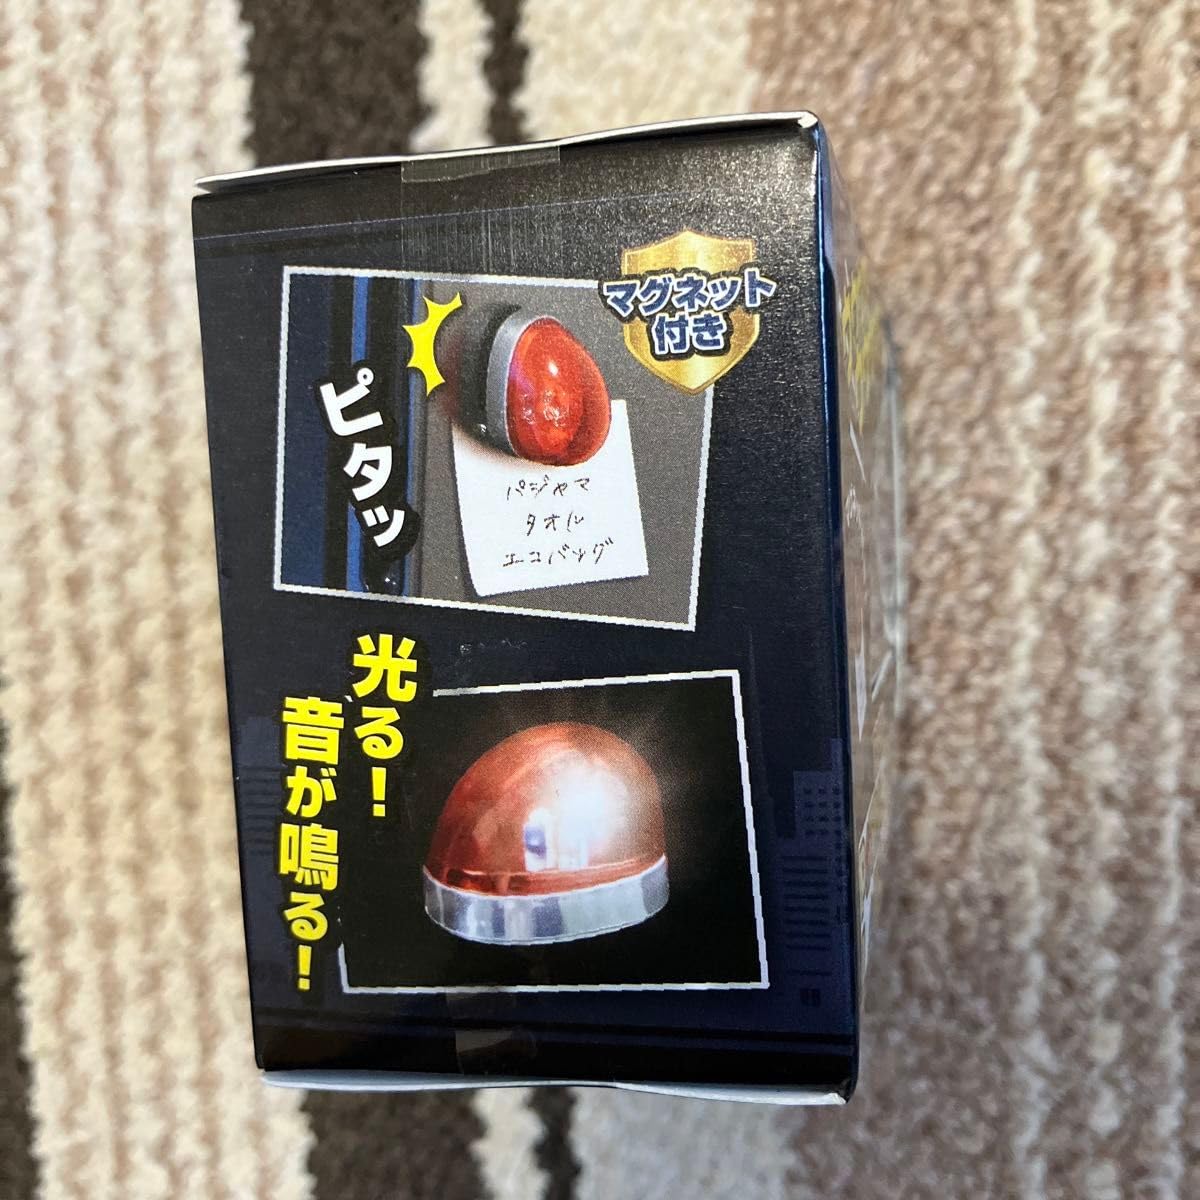 マグネット
付き
ピタッ
パジャマ
タオル
エコバッグ
光る!
音が鳴る!